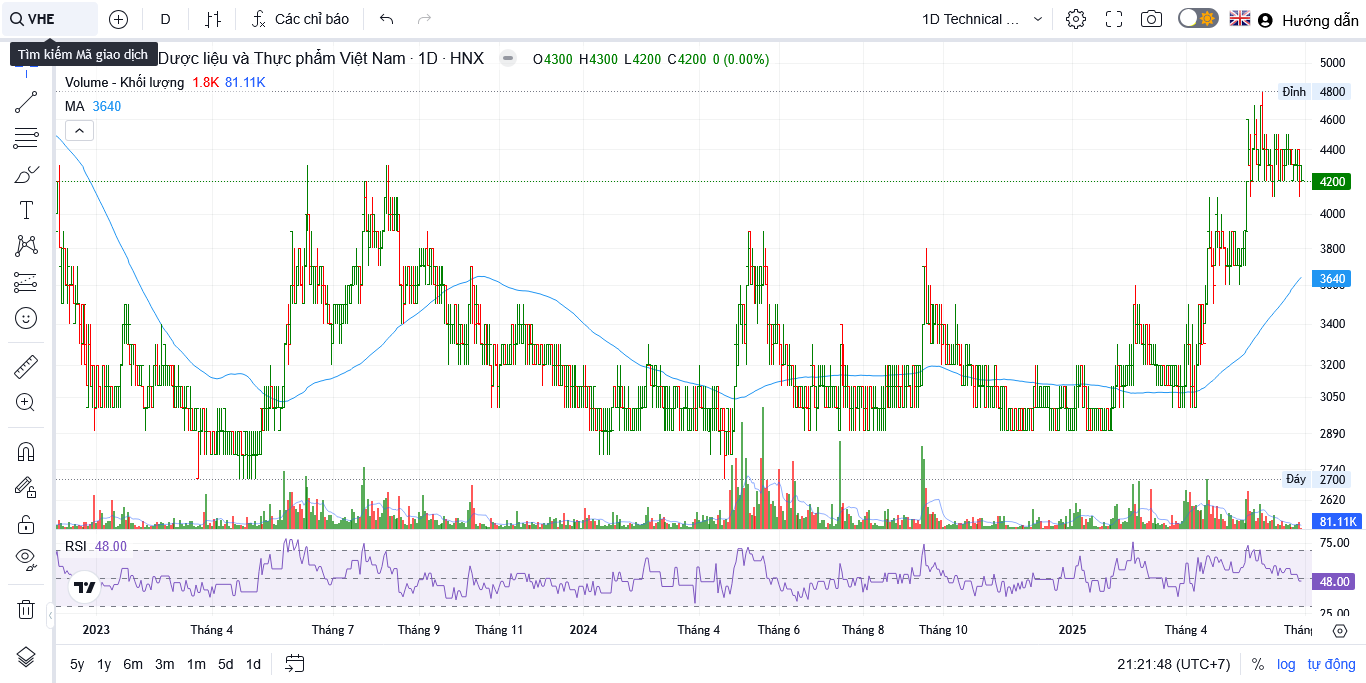 VHE
D
Các chỉ báo
1D Technical ...
Hướng dẫn
Tìm kiếm Mã giao dịch
Dược liệu và Thực phẩm Việt Nam · 1D · HNX
O4300 H4300 L4200 C4200 0 (0.00%)
Volume - Khối lượng 1.8K 81.11K
MA 3640
5000
Đỉnh 4800
4600
4400
4200
4000
3800
3640
3400
3200
3050
2890
2740
Đáy 2700
2620
81.11K
RSI 48.00
75.00
48.00
25.00
2023 Tháng 4 Tháng 7 Tháng 9 Tháng 11 2024 Tháng 4 Tháng 6 Tháng 8 Tháng 10 2025 Tháng 4 Tháng
5y 1y 6m 3m 1m 5d 1d
21:21:48 (UTC+7) % log tự động